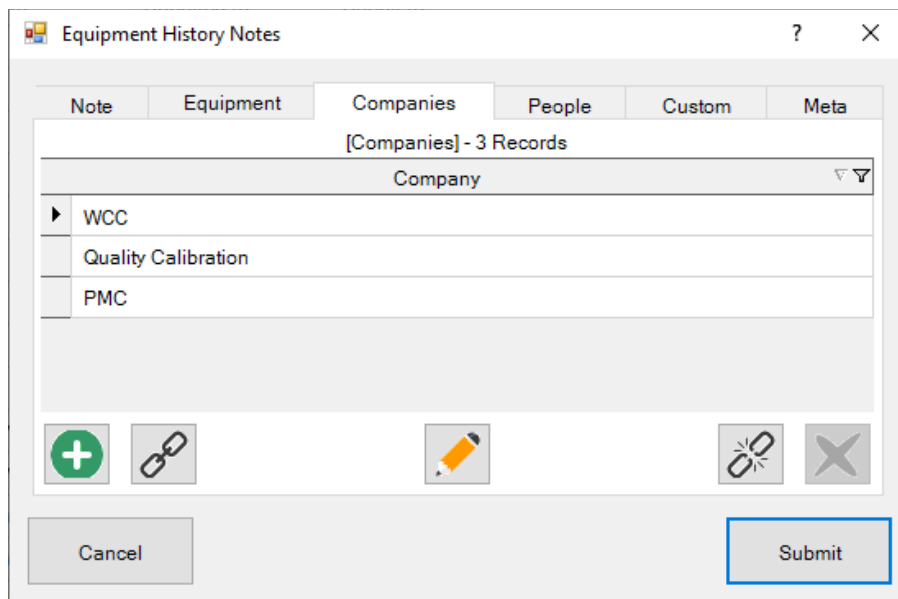 Equipment History Notes ?
Note Equipment Companies People Custom Meta
[Companies] - 3 Records
Company
WCC
Quality Calibration
PMC
Cancel Submit